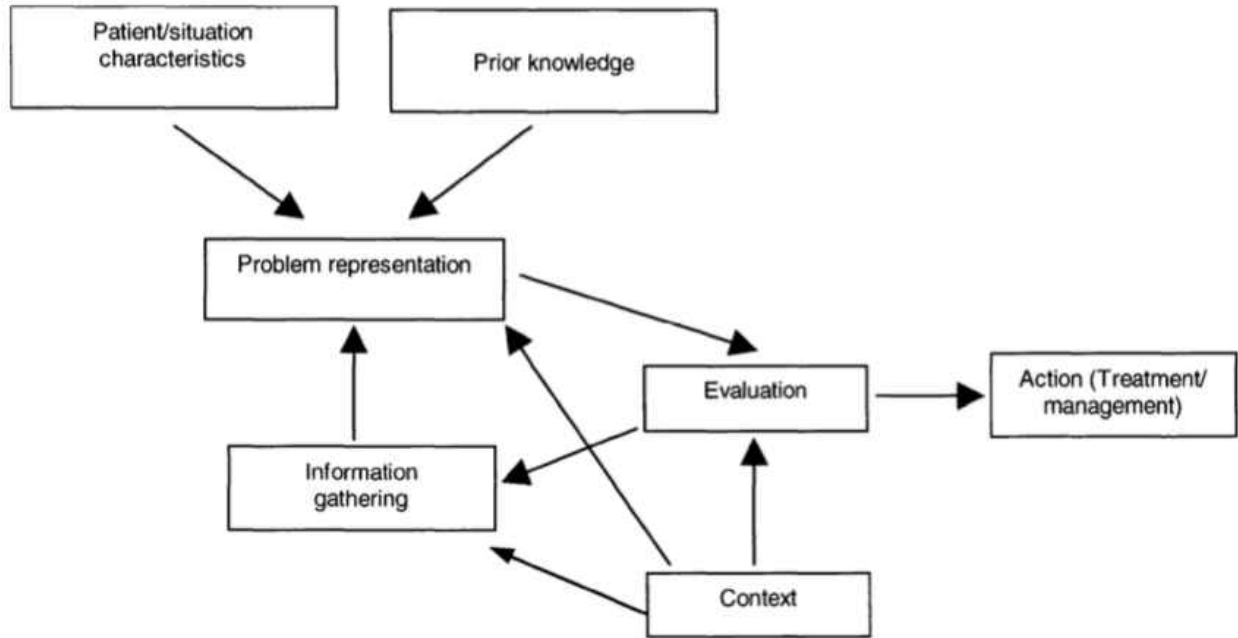 Patient/situation
characteristics
Prior knowledge
Problem representation
Evaluation
Action (Treatment/
management)
Information
gathering
Context